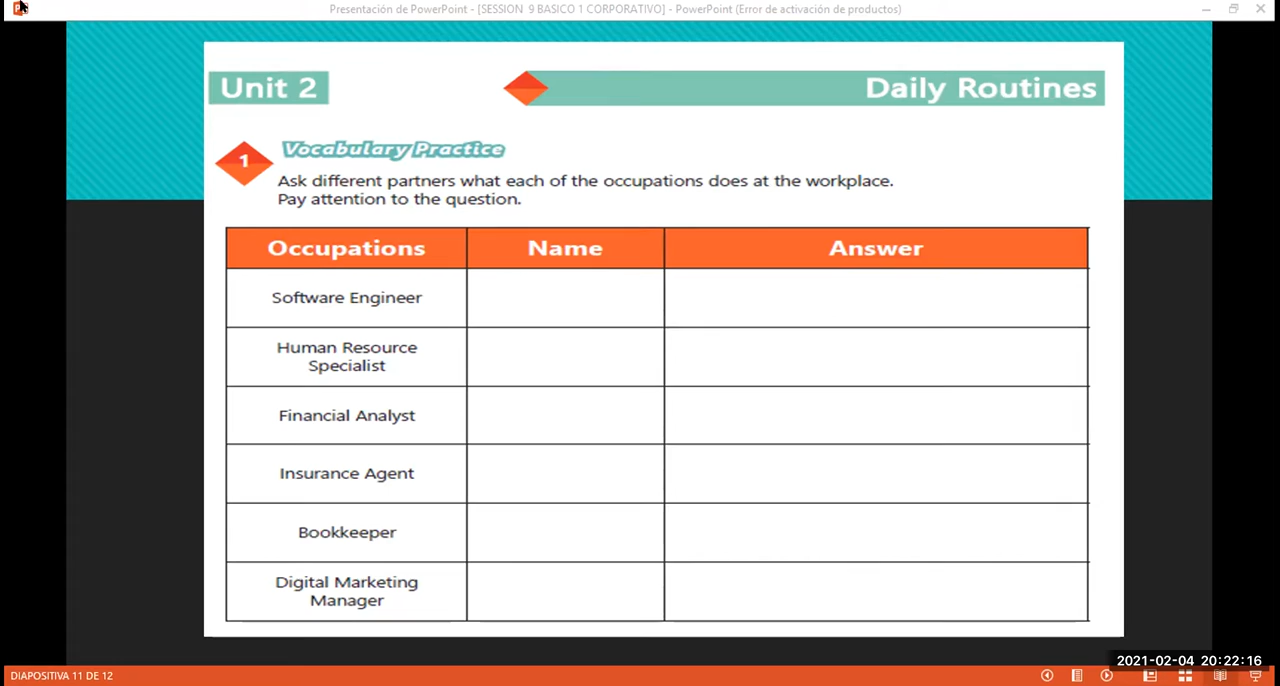 Presentación de PowerPoint - [SESSION 9 BASICO 1 CORPORATIVO] - PowerPoint (Error de activación de productos)
Unit 2
Daily Routines
1
Vocabulary Practice
Ask different partners what each of the occupations does at the workplace.
Pay attention to the question.
Occupations Name Answer
Software Engineer
Human Resource
Specialist
Financial Analyst
Insurance Agent
Bookkeeper
Digital Marketing
Manager
2021-02-04 20:22:16
DIAPOSITIVA 11 DE 12